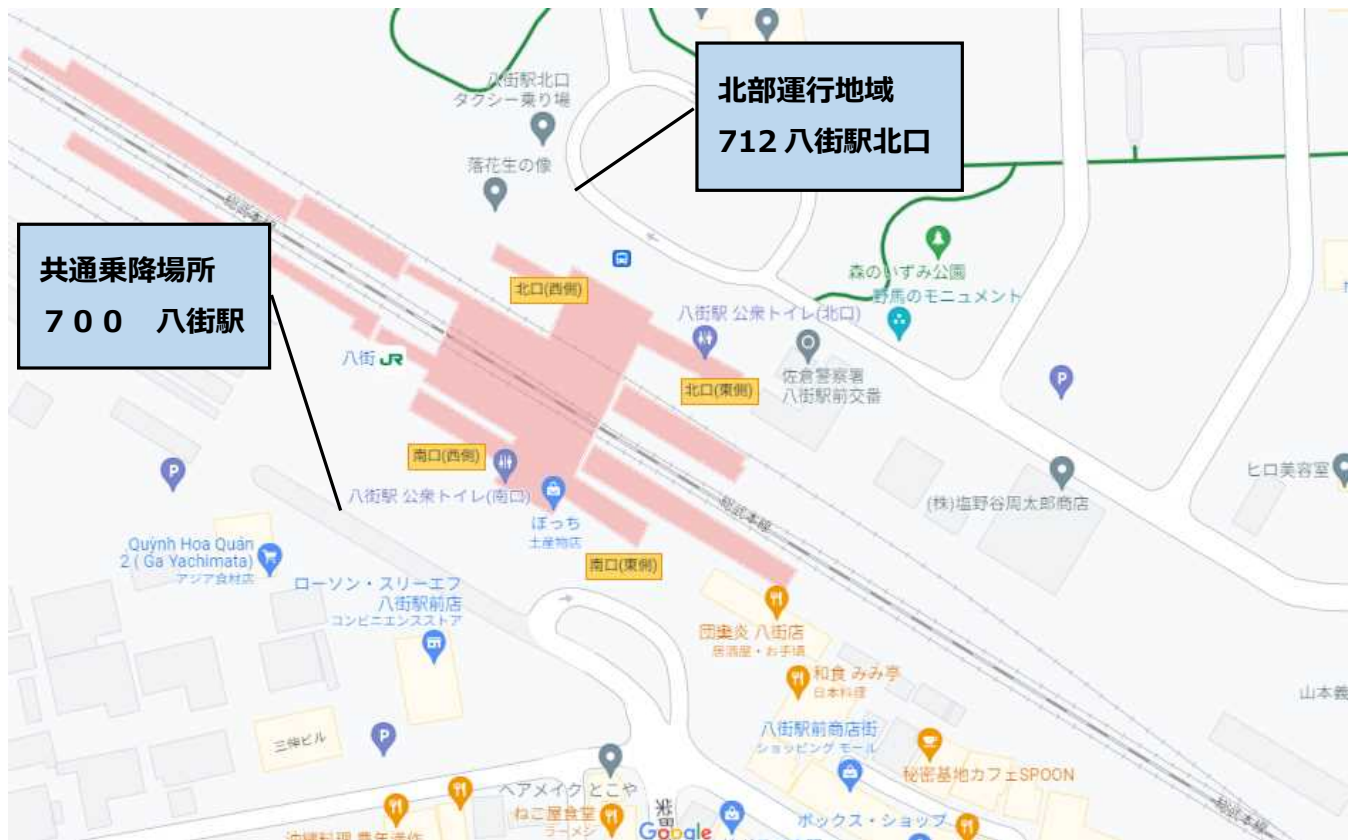 北部運行地域
712 八街駅北口
共通乗降場所
７００　八街駅
八街駅北口
タクシー乗り場
落花生の像
総武本線
北口(西側)
森のいずみ公園
野馬のモニュメント
八街駅 公衆トイレ(北口)
佐倉警察署
八街駅前交番
北口(東側)
八街 JR
P
南口(西側)
八街駅 公衆トイレ(南口)
P
ぼっち
土産物店
南口(東側)
総武本線
(株)塩野谷周太郎商店
ヒロ美容室
Quỳnh Hoa Quán
2 ( Ga Yachimata)
アジア食材店
ローソン・スリーエフ
八街駅前店
コンビニエンスストア
団樂炎 八街店
居酒屋・お手頃
和食 みみ亭
日本料理
山本義
八街駅前商店街
ショッピング モール
秘密基地カフェSPOON
三偉ビル
P
ヘアメイク とこや
ねこ屋食堂
ラーメン
Google
ボックス・ショップ
総武本線